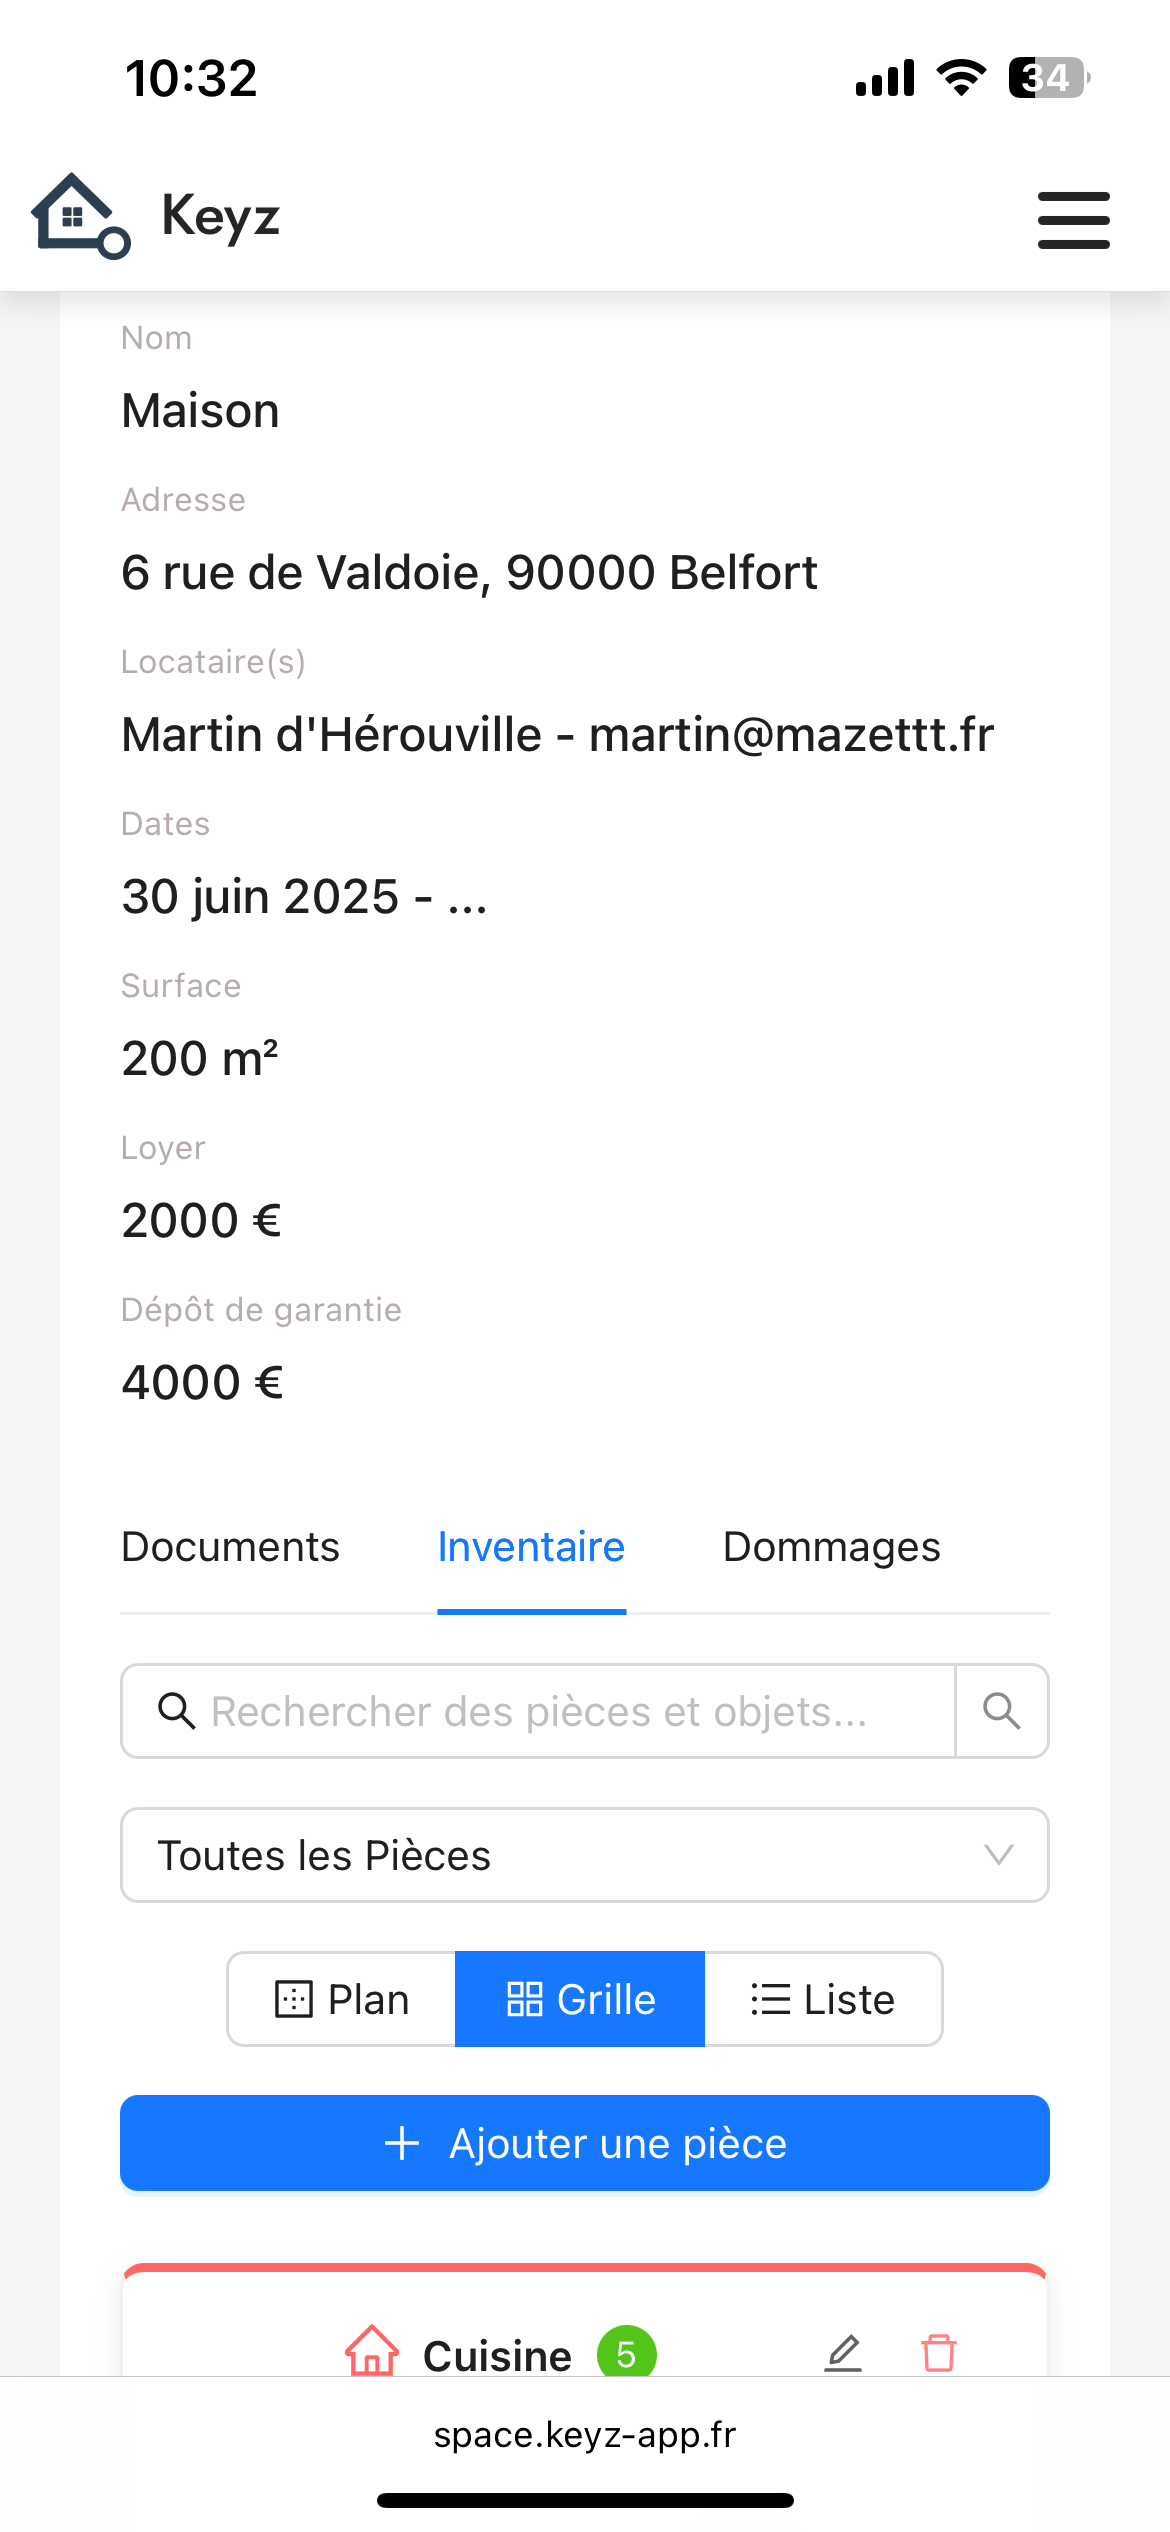 10:32
34
Keyz
Nom
Maison
Adresse
6 rue de Valdoie, 90000 Belfort
Locataire(s)
Martin d'Hérouville - martin@mazettt.fr
Dates
30 juin 2025 - ...
Surface
200 m²
Loyer
2000 €
Dépôt de garantie
4000 €
Documents Inventaire Dommages
Rechercher des pièces et objets...
Toutes les Pièces
Plan Grille Liste
+ Ajouter une pièce
Cuisine 5
space.keyz-app.fr